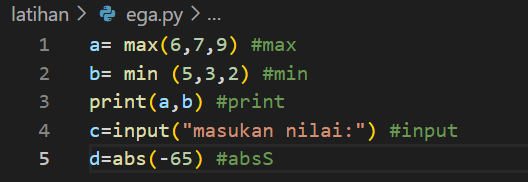 latihan > ega.py > ...
1 a= max(6,7,9) #max
2 b= min (5,3,2) #min
3 print(a,b) #print
4 c=input("masukan nilai:") #input
5 d=abs(-65) #absS